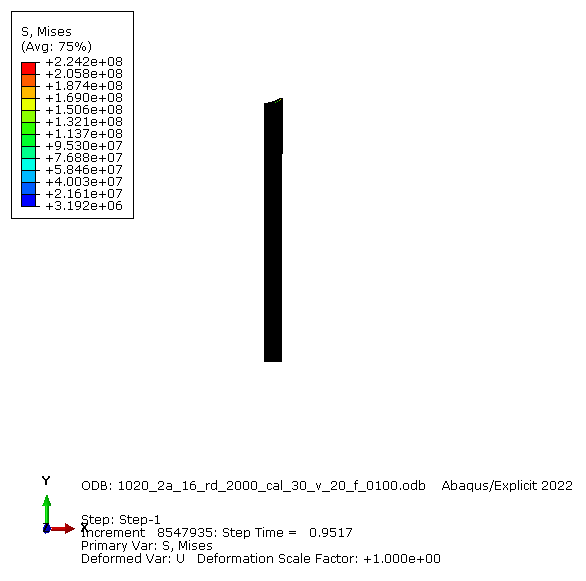 S, Mises
(Avg: 75%)
+2.242e+08
+2.058e+08
+1.874e+08
+1.690e+08
+1.506e+08
+1.321e+08
+1.137e+08
+9.530e+07
+7.688e+07
+5.846e+07
+4.003e+07
+2.161e+07
+3.192e+06
Y
ODB: 1020_2a_16_rd_2000_cal_30_v_20_f_0100.odb Abaqus/Explicit 2022
Step: Step-1
X
Increment 8547935: Step Time = 0.9517
Primary Var: S, Mises
Deformed Var: U Deformation Scale Factor: +1.000e+00